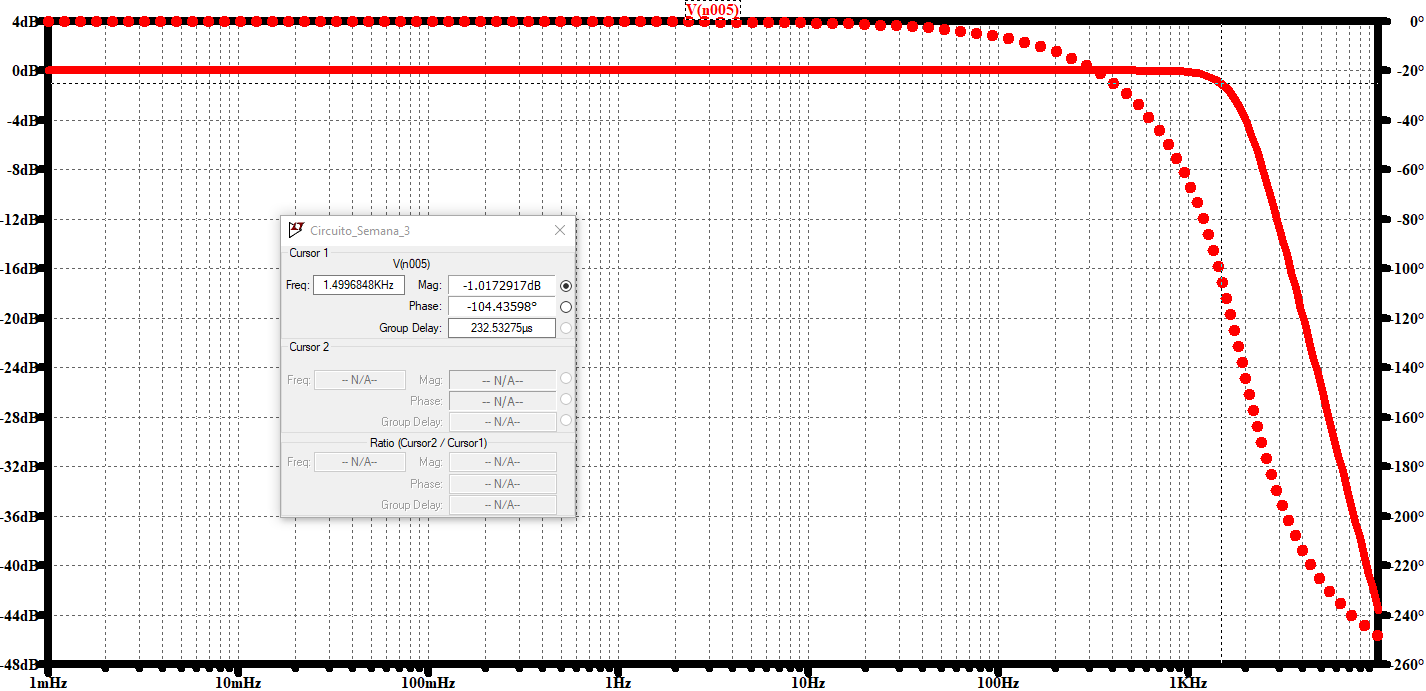 V(n005)
4dB
0°
0dB
-20°
-4dB
-40°
-8dB
-60°
-12dB
-80°
-16dB
-100°
-20dB
-120°
-24dB
-140°
-28dB
-160°
-32dB
-180°
-36dB
-200°
-40dB
-220°
-44dB
-240°
-48dB
-260°
1mHz 10mHz 100mHz 1Hz 10Hz 100Hz 1KHz
Circuito_Semana_3
Cursor 1
V(n005)
Freq: 1.4996848KHz Mag: -1.0172917dB
Phase: -104.43598°
Group Delay: 232.53275µs
Cursor 2
Freq: -- N/A-- Mag: -- N/A--
Phase: -- N/A--
Group Delay: -- N/A--
Ratio (Cursor2 / Cursor1)
Freq: -- N/A-- Mag: -- N/A--
Phase: -- N/A--
Group Delay: -- N/A--